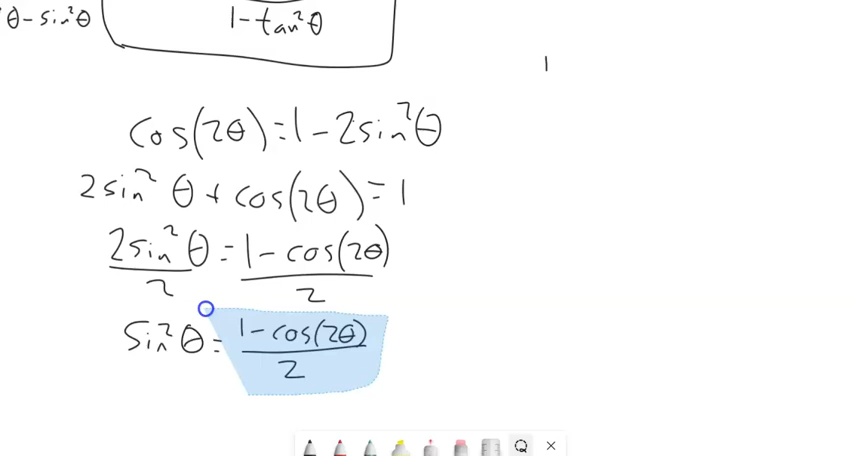 θ - sin²θ
1 - tan²θ
1
cos(2θ) = 1 - 2sin²θ
2sin²θ + cos(2θ) = 1
2sin²θ = 1 - cos(2θ)
2 2
sin²θ = 1 - cos(2θ)
2